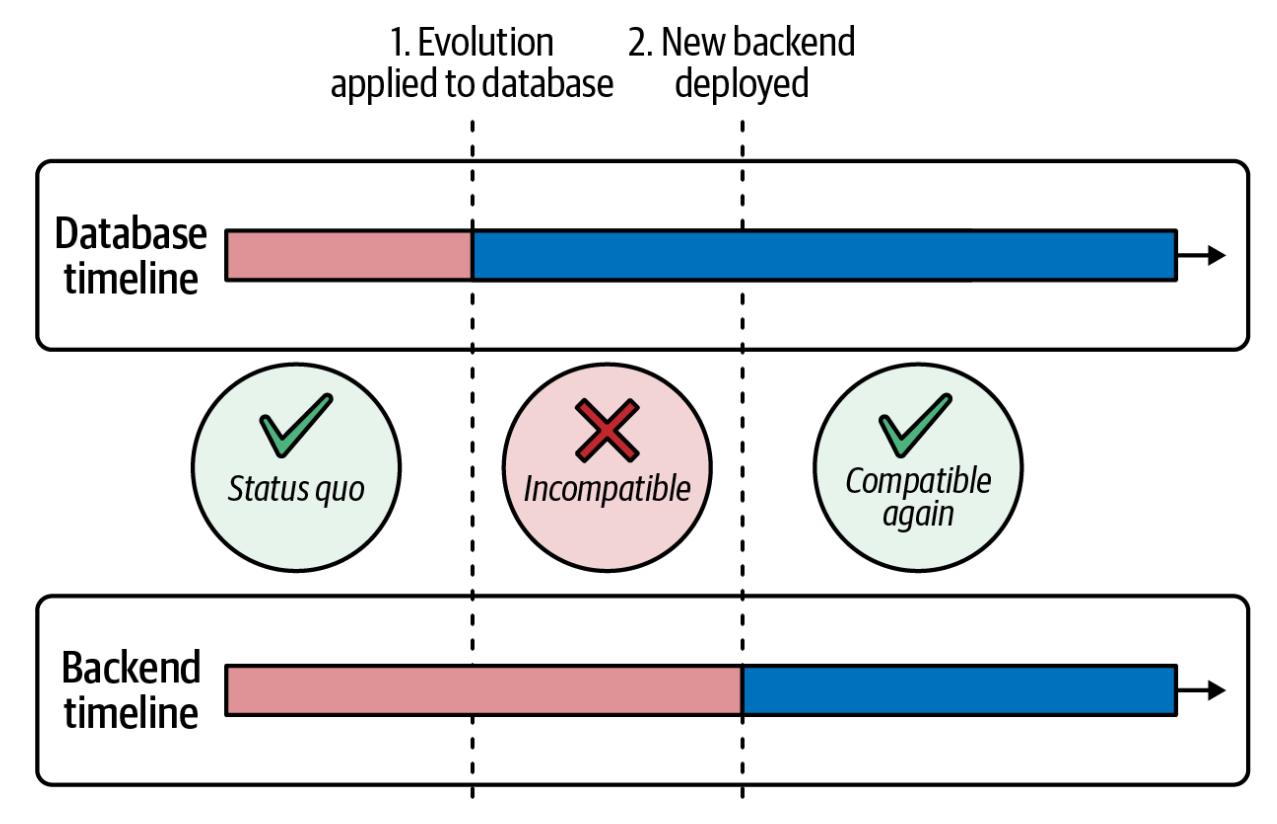 1. Evolution
applied to database
2. New backend
deployed
Database
timeline
Status quo
Incompatible
Compatible
again
Backend
timeline